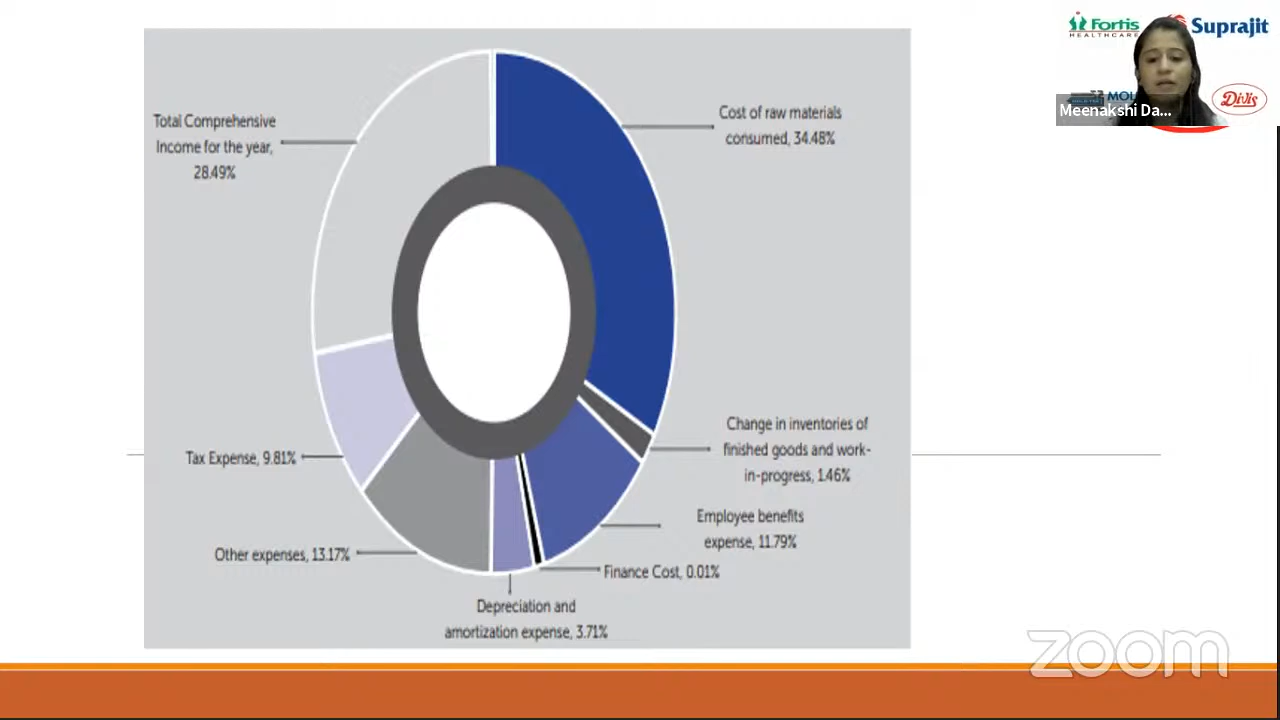 Fortis
HEALTHCARE
Suprajit
MOL
Divis
Meenakshi Da...
Total Comprehensive
Income for the year,
28.49%
Cost of raw materials
consumed, 34.48%
Change in inventories of
finished goods and work-
in-progress, 1.46%
Tax Expense, 9.81%
Employee benefits
expense, 11.79%
Other expenses, 13.17%
Finance Cost, 0.01%
Depreciation and
amortization expense, 3.71%
zoom